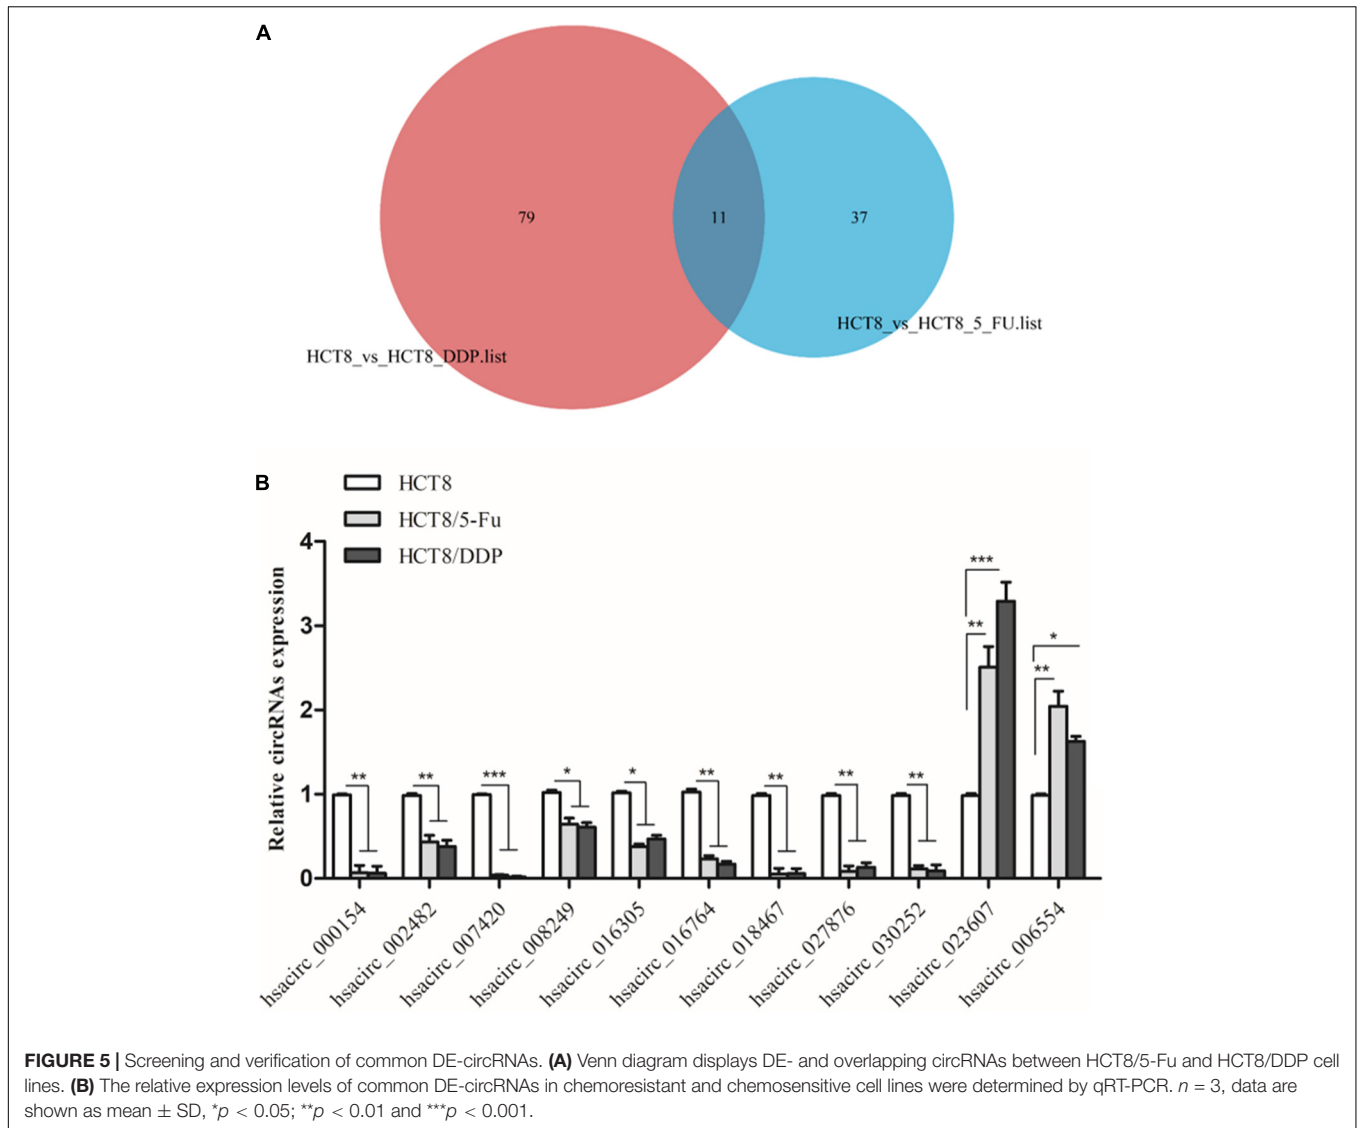 A
79
11
37
HCT8_vs_HCT8_5_FU.list
HCT8_vs_HCT8_DDP.list
B
HCT8
HCT8/5-Fu
HCT8/DDP
Relative circRNAs expression
4
3
2
1
0
**
**
***
*
*
**
**
**
**
***
**
*
**
hsacirc_000154
hsacirc_002482
hsacirc_007420
hsacirc_008249
hsacirc_016305
hsacirc_016764
hsacirc_018467
hsacirc_027876
hsacirc_030252
hsacirc_023607
hsacirc_006554
FIGURE 5 | Screening and verification of common DE-circRNAs. (A) Venn diagram displays DE- and overlapping circRNAs between HCT8/5-Fu and HCT8/DDP cell
lines. (B) The relative expression levels of common DE-circRNAs in chemoresistant and chemosensitive cell lines were determined by qRT-PCR. n = 3, data are
shown as mean ± SD, *p < 0.05; **p < 0.01 and ***p < 0.001.